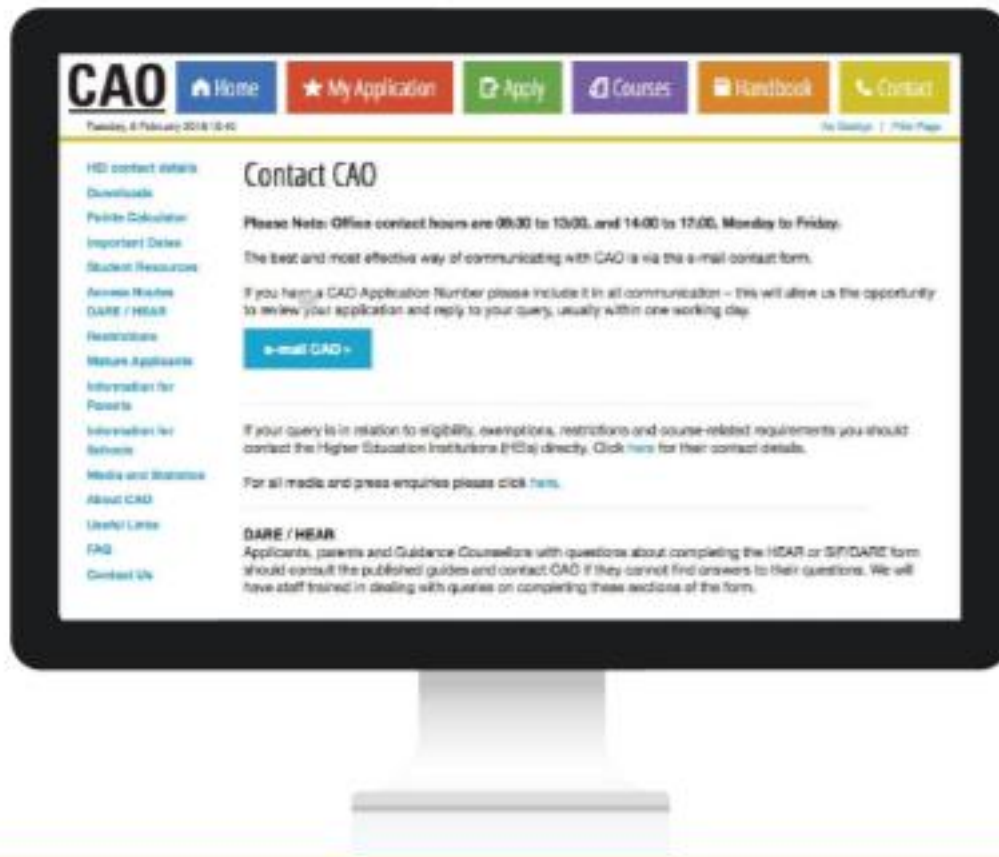 CAO
Home
My Application
Apply
Courses
Handbook
Contact
Tuesday, 6 February 2018
Print Page
HEI contact details
Downloads
Points Calculator
Important Dates
Student Resources
Access Routes
DARE / HEAR
Restrictions
Mature Applicants
Information for
Parents
Information for
Schools
Media and Statistics
About CAO
Useful Links
FAQ
Contact Us
Contact CAO
Please Note: Office contact hours are 09:30 to 13:00, and 14:00 to 17:00, Monday to Friday.
The best and most effective way of communicating with CAO is via the e-mail contact form.
If you have a CAO Application Number please include it in all communication – this will allow us the opportunity
to review your application and reply to your query, usually within one working day.
e-mail CAO »
If your query is in relation to eligibility, exemptions, restrictions and course-related requirements you should
contact the Higher Education Institutions (HEIs) directly. Click here for their contact details.
For all media and press enquiries please click here.
DARE / HEAR
Applicants, parents and Guidance Counsellors with questions about completing the HEAR or SIF/DARE form
should consult the published guides and contact CAO if they cannot find answers to their questions. We will
have staff trained in dealing with queries on completing these sections of the form.